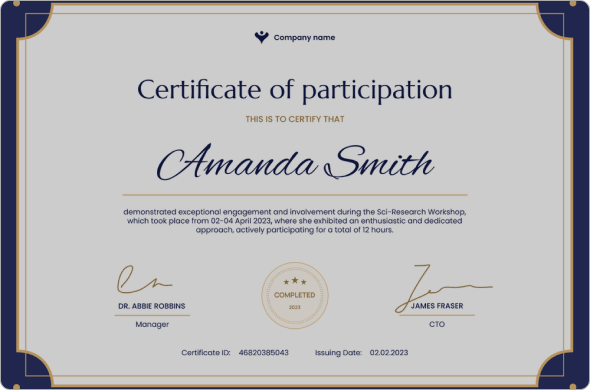 Company name
Certificate of participation
THIS IS TO CERTIFY THAT
Amanda Smith
demonstrated exceptional engagement and involvement during the Sci-Research Workshop,
which took place from 02-04 April 2023, where she exhibited an enthusiastic and dedicated
approach, actively participating for a total of 12 hours.
COMPLETED
2023
DR. ABBIE ROBBINS
JAMES FRASER
Manager
CTO
Certificate ID: 46820385043 Issuing Date: 02.02.2023